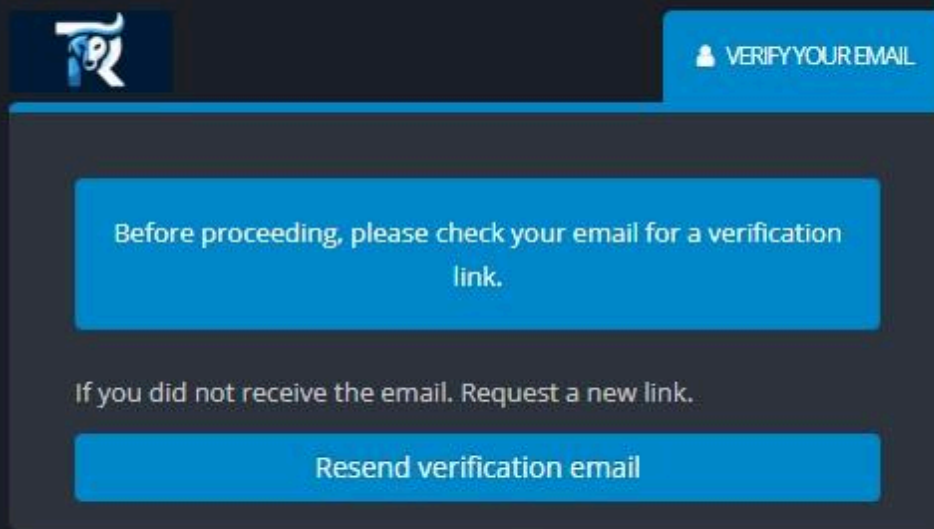 VERIFY YOUR EMAIL
Before proceeding, please check your email for a verification
link.
If you did not receive the email. Request a new link.
Resend verification email